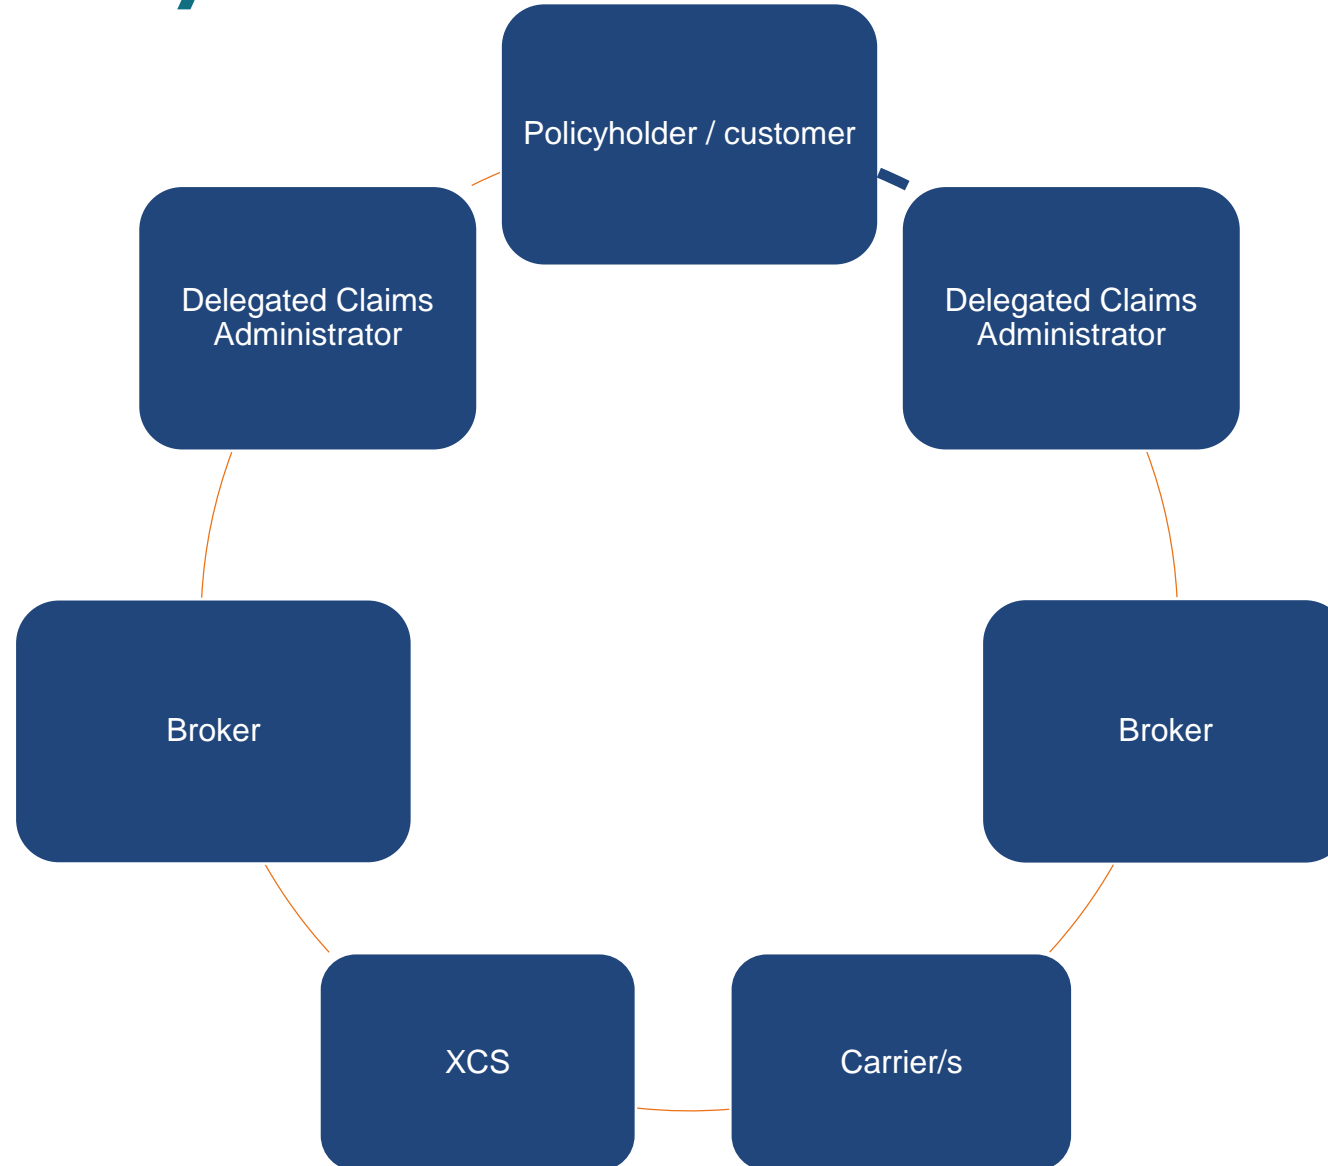 Policyholder / customer
Delegated Claims
Administrator
Delegated Claims
Administrator
Broker
Broker
XCS
Carrier/s